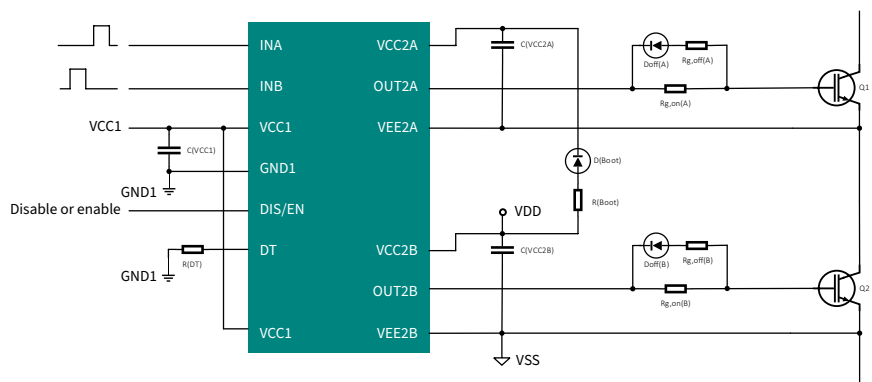 INA
VCC2A
C(VCC2A)
Doff(A)
Rg,off(A)
INB
OUT2A
Rg,on(A)
Q1
VCC1
VCC1
VEE2A
C(VCC1)
GND1
GND1
D(Boot)
R(Boot)
Disable or enable
DIS/EN
VDD
DT
VCC2B
C(VCC2B)
R(DT)
GND1
Doff(B)
Rg,off(B)
OUT2B
Rg,on(B)
Q2
VCC1
VEE2B
VSS